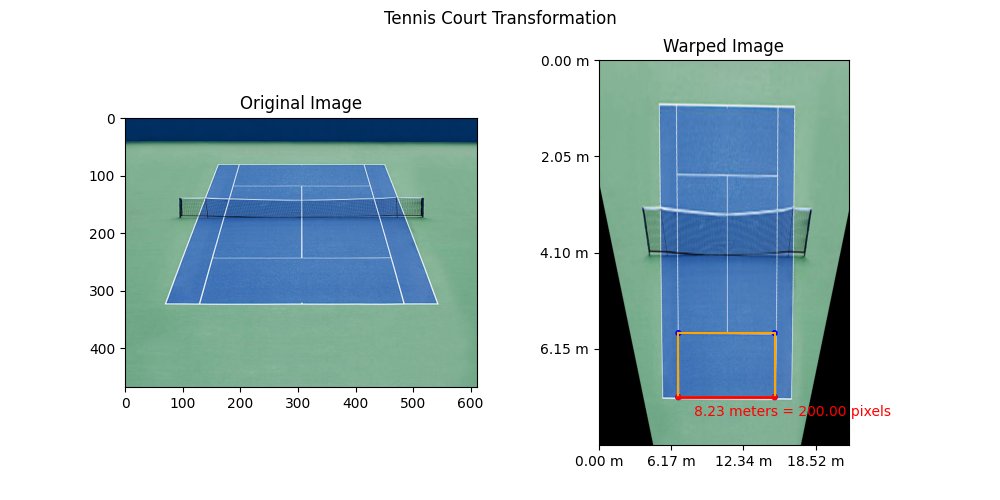 Tennis Court Transformation
Original Image
0
100
200
300
400
0 100 200 300 400 500 600
Warped Image
0.00 m
2.05 m
4.10 m
6.15 m
8.23 meters = 200.00 pixels
0.00 m 6.17 m 12.34 m 18.52 m